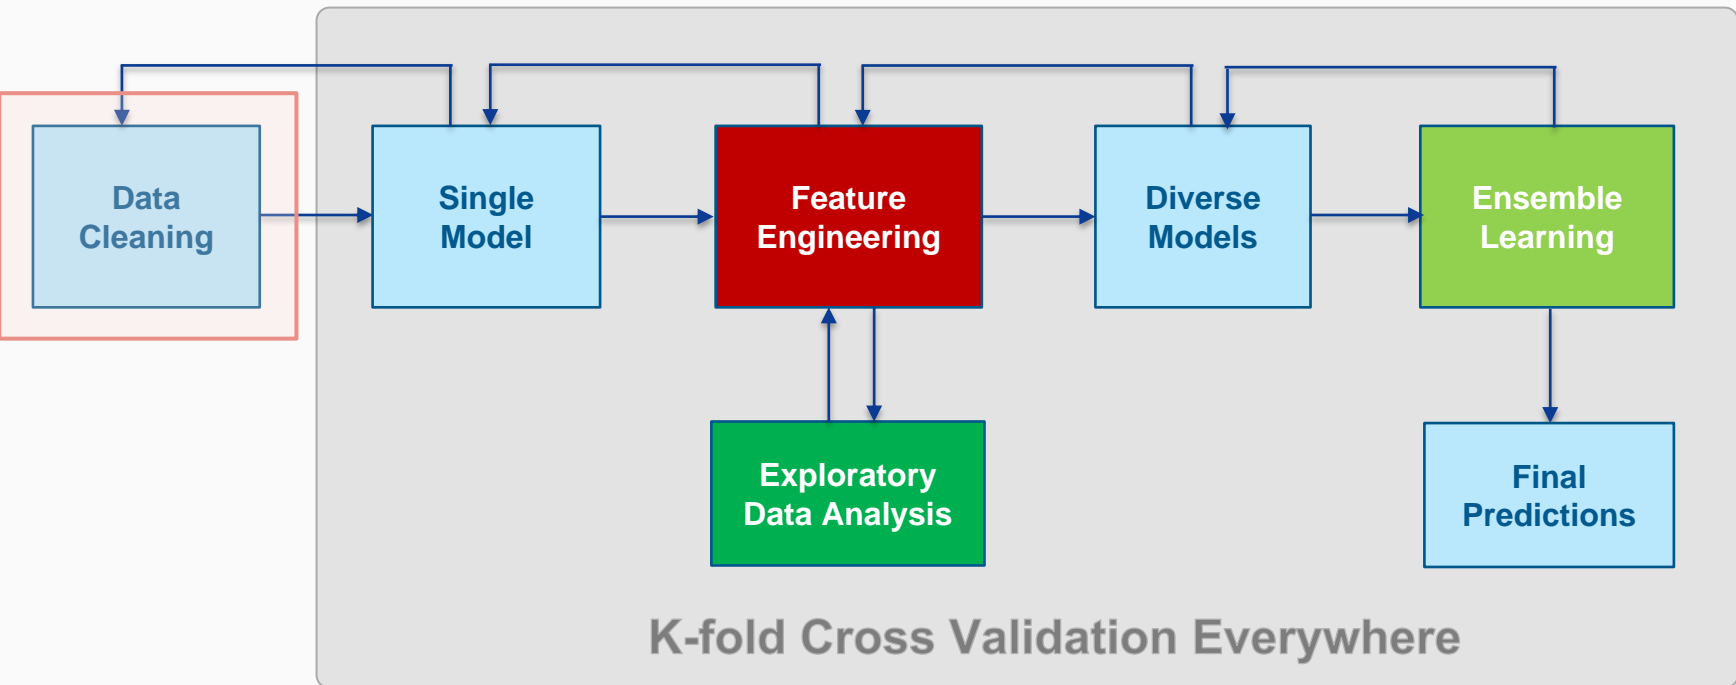 Data
Cleaning
Single
Model
Feature
Engineering
Diverse
Models
Ensemble
Learning
Exploratory
Data Analysis
Final
Predictions
K-fold Cross Validation Everywhere